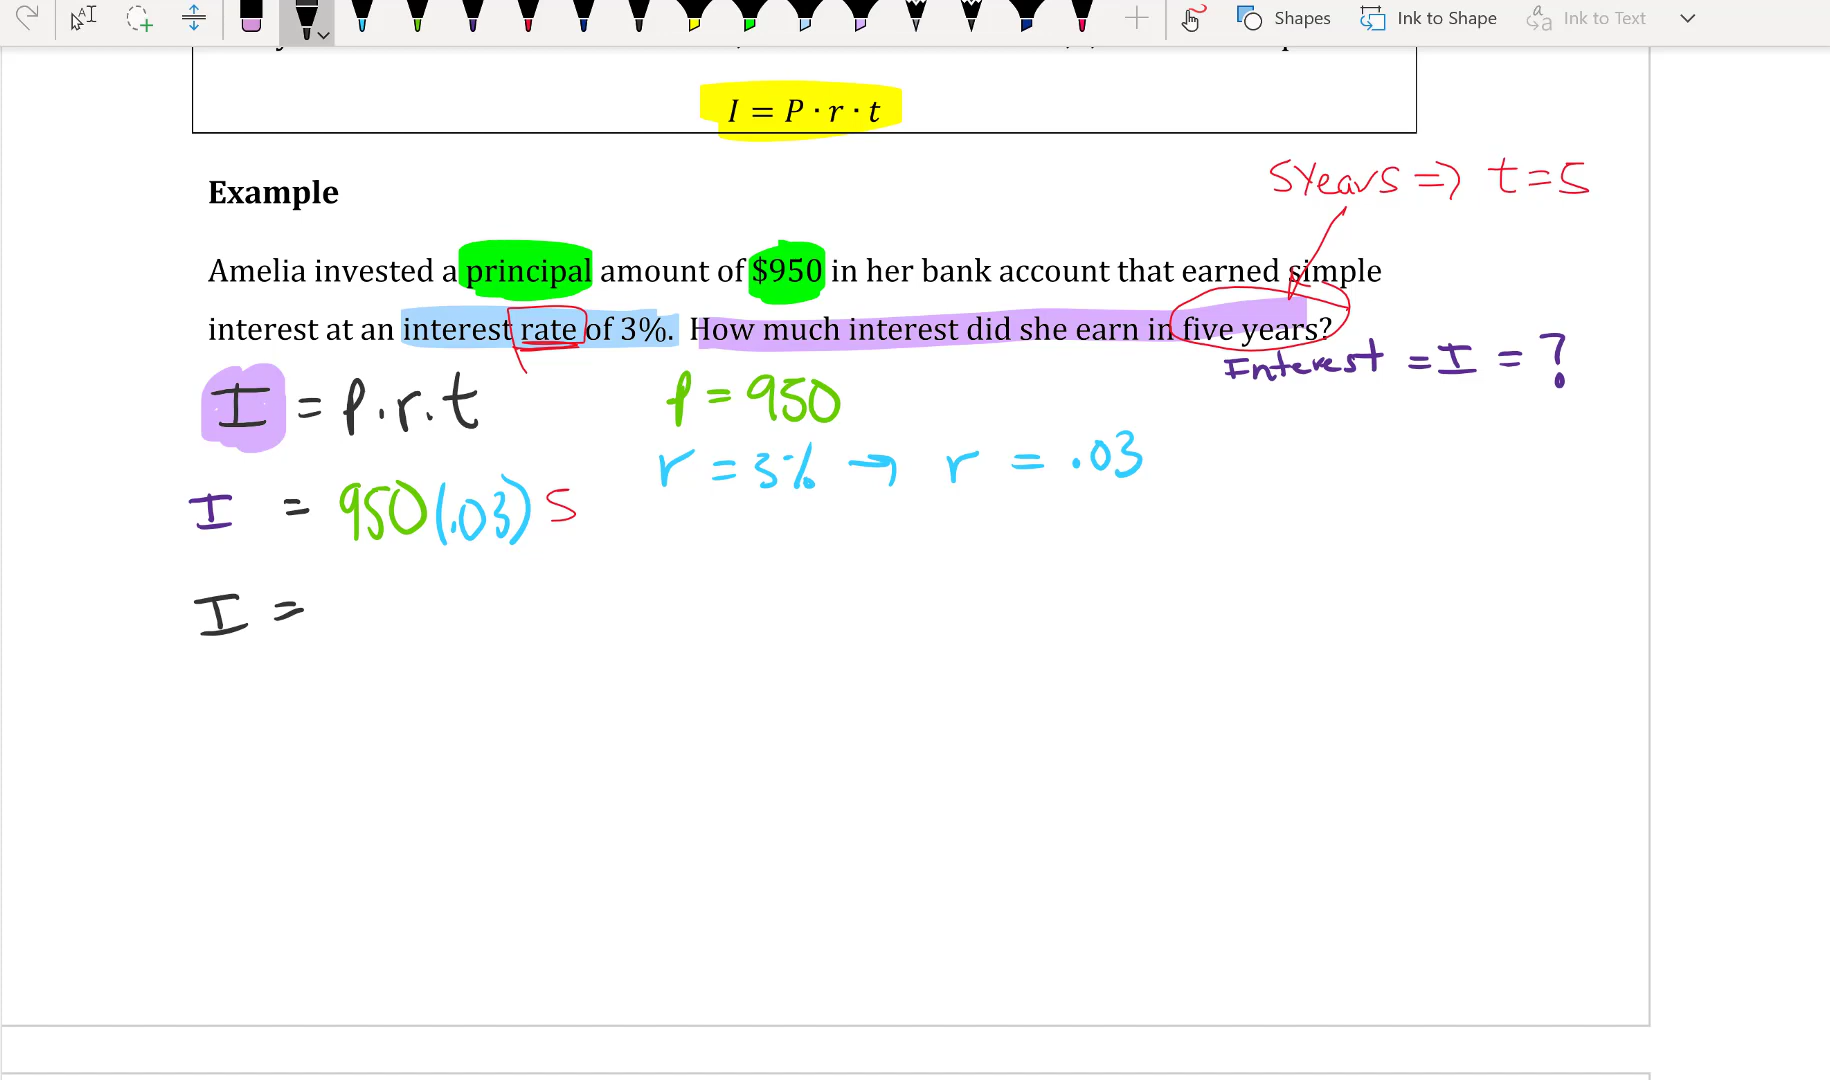 Shapes
Ink to Shape
Ink to Text
I = P · r · t
Example
5 Years => t = 5
Amelia invested a principal amount of $950 in her bank account that earned simple
interest at an interest rate of 3%. How much interest did she earn in five years?
Interest = I = ?
I = P . r . t
P = 950
r = 3% → r = .03
I = 950 (.03) 5
I =